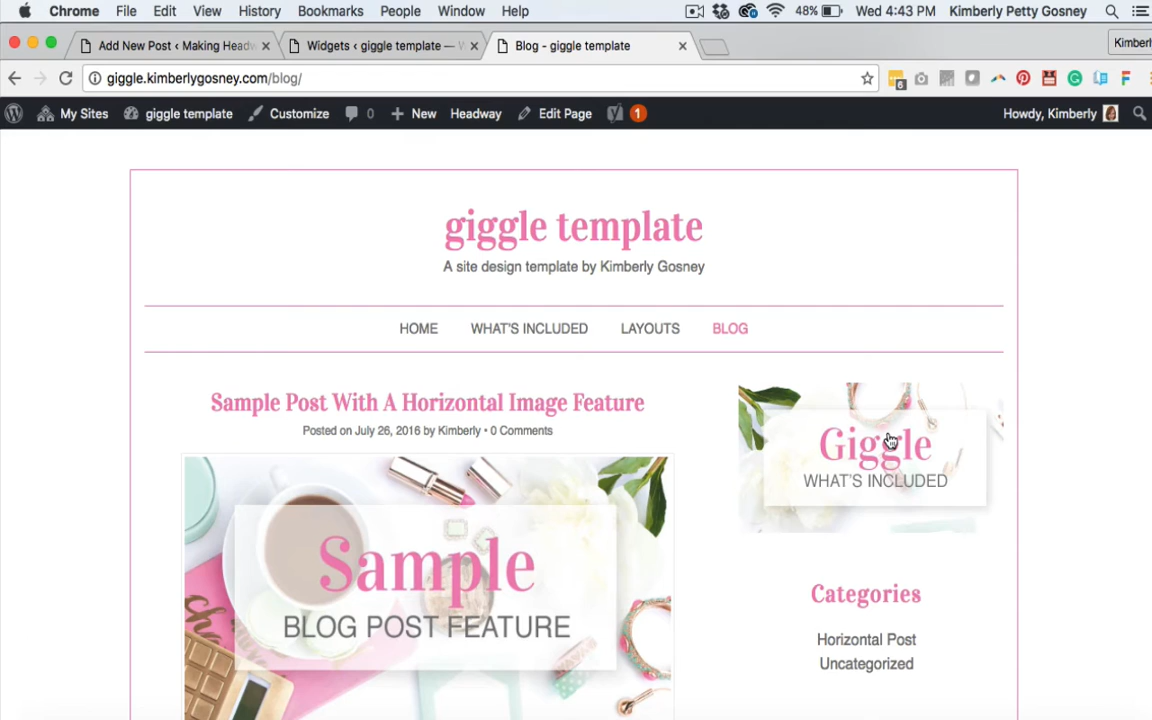 Chrome File Edit View History Bookmarks People Window Help 48% Wed 4:43 PM Kimberly Petty Gosney
Add New Post ‹ Making Headw
Widgets ‹ giggle template — W
Blog - giggle template
Kimberl
giggle.kimberlygosney.com/blog/
6
My Sites giggle template Customize 0 New Headway Edit Page 1 Howdy, Kimberly
giggle template
A site design template by Kimberly Gosney
HOME WHAT'S INCLUDED LAYOUTS BLOG
Sample Post With A Horizontal Image Feature
Posted on July 26, 2016 by Kimberly • 0 Comments
Sample
BLOG POST FEATURE
Giggle
WHAT'S INCLUDED
Categories
Horizontal Post
Uncategorized